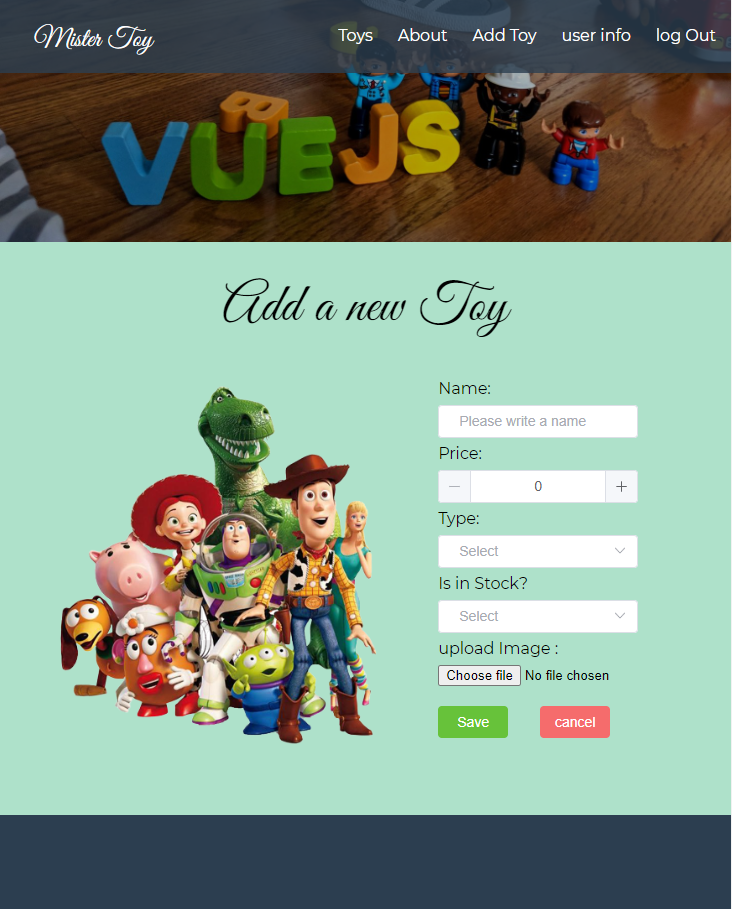 Mister Toy
Toys About Add Toy user info log Out
B
VUEJS
Add a new Toy
Name:
Please write a name
Price:
0
Type:
Select
Is in Stock?
Select
upload Image :
Choose file No file chosen
Save cancel